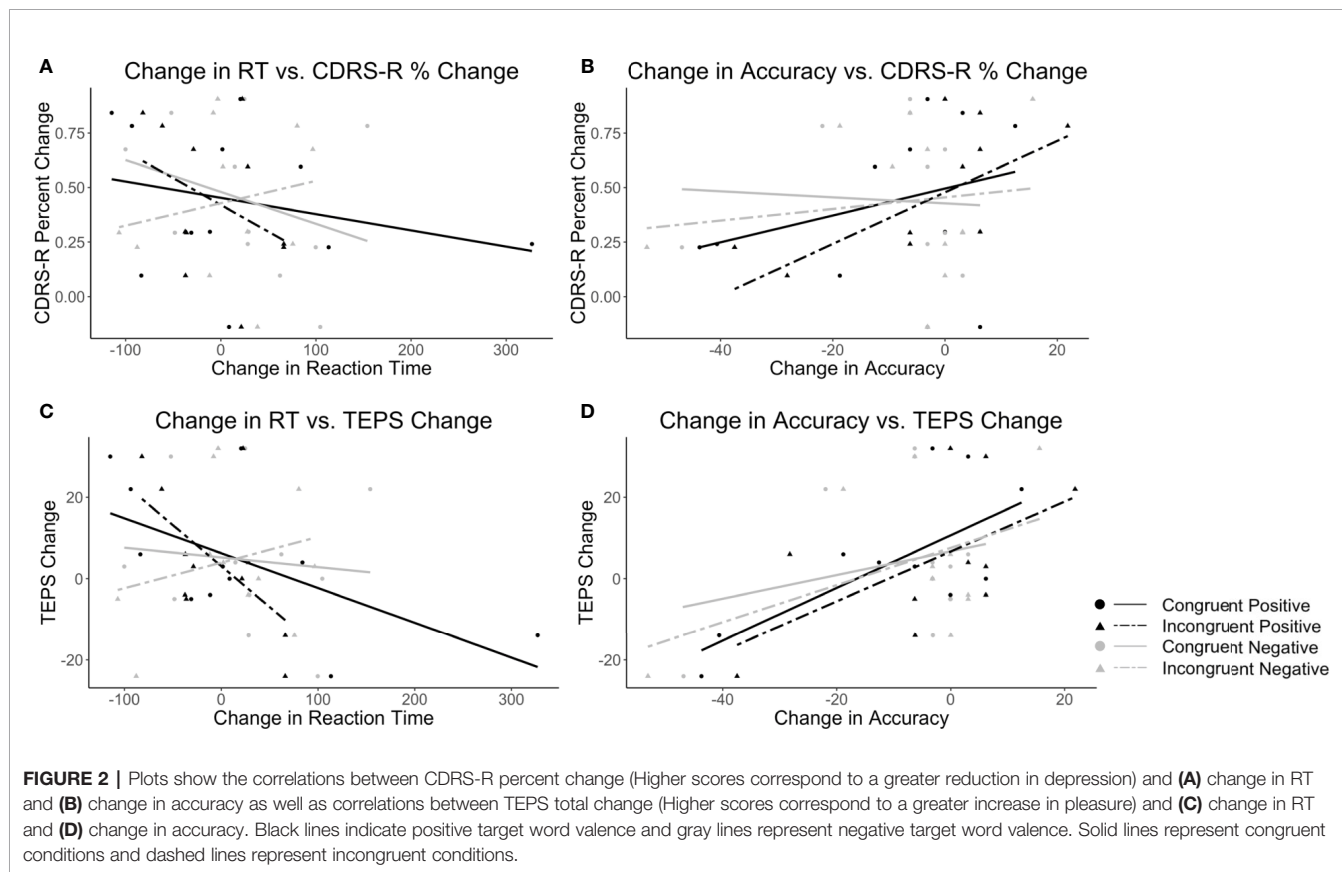 A
Change in RT vs. CDRS-R % Change
CDRS-R Percent Change
0.75
0.50
0.25
0.00
-100 0 100 200 300
Change in Reaction Time
B
Change in Accuracy vs. CDRS-R % Change
CDRS-R Percent Change
0.75
0.50
0.25
0.00
-40 -20 0 20
Change in Accuracy
C
Change in RT vs. TEPS Change
TEPS Change
20
0
-20
-100 0 100 200 300
Change in Reaction Time
D
Change in Accuracy vs. TEPS Change
TEPS Change
20
0
-20
-40 -20 0 20
Change in Accuracy
Congruent Positive
Incongruent Positive
Congruent Negative
Incongruent Negative
FIGURE 2 | Plots show the correlations between CDRS-R percent change (Higher scores correspond to a greater reduction in depression) and (A) change in RT
and (B) change in accuracy as well as correlations between TEPS total change (Higher scores correspond to a greater increase in pleasure) and (C) change in RT
and (D) change in accuracy. Black lines indicate positive target word valence and gray lines represent negative target word valence. Solid lines represent congruent
conditions and dashed lines represent incongruent conditions.